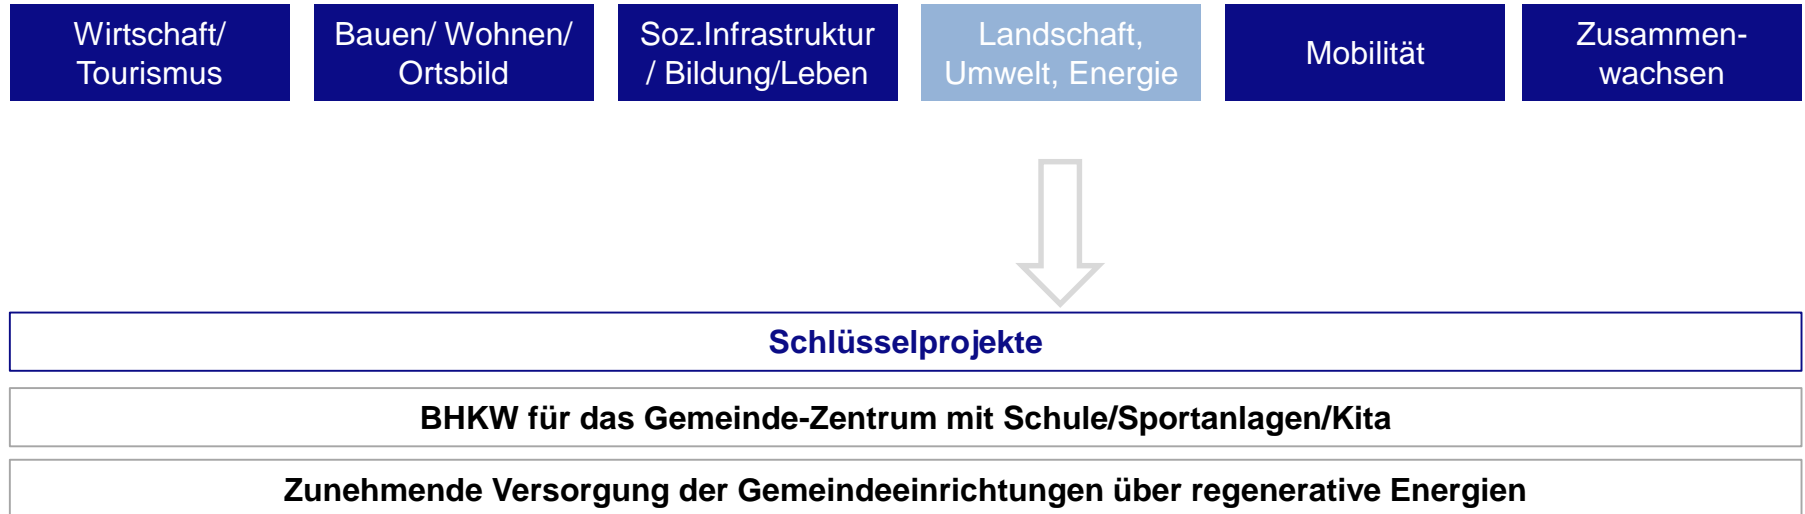 Wirtschaft/
Tourismus
Bauen/ Wohnen/
Ortsbild
Soz.Infrastruktur
/ Bildung/Leben
Landschaft,
Umwelt, Energie
Mobilität
Zusammen-
wachsen
Schlüsselprojekte
BHKW für das Gemeinde-Zentrum mit Schule/Sportanlagen/Kita
Zunehmende Versorgung der Gemeindeeinrichtungen über regenerative Energien